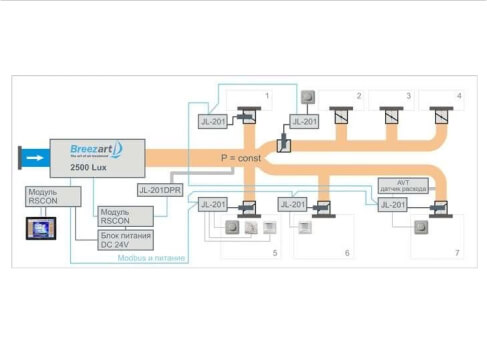 1
2
3
4
JL-201
JL-201
Breezart
The art of air movement
2500 Lux
P = const
AVT
датчик расхода
Модуль
RSCON
JL-201DPR
Модуль
RSCON
JL-201
JL-201
JL-201
Блок питания
DC 24V
Modbus и питание
5
6
7